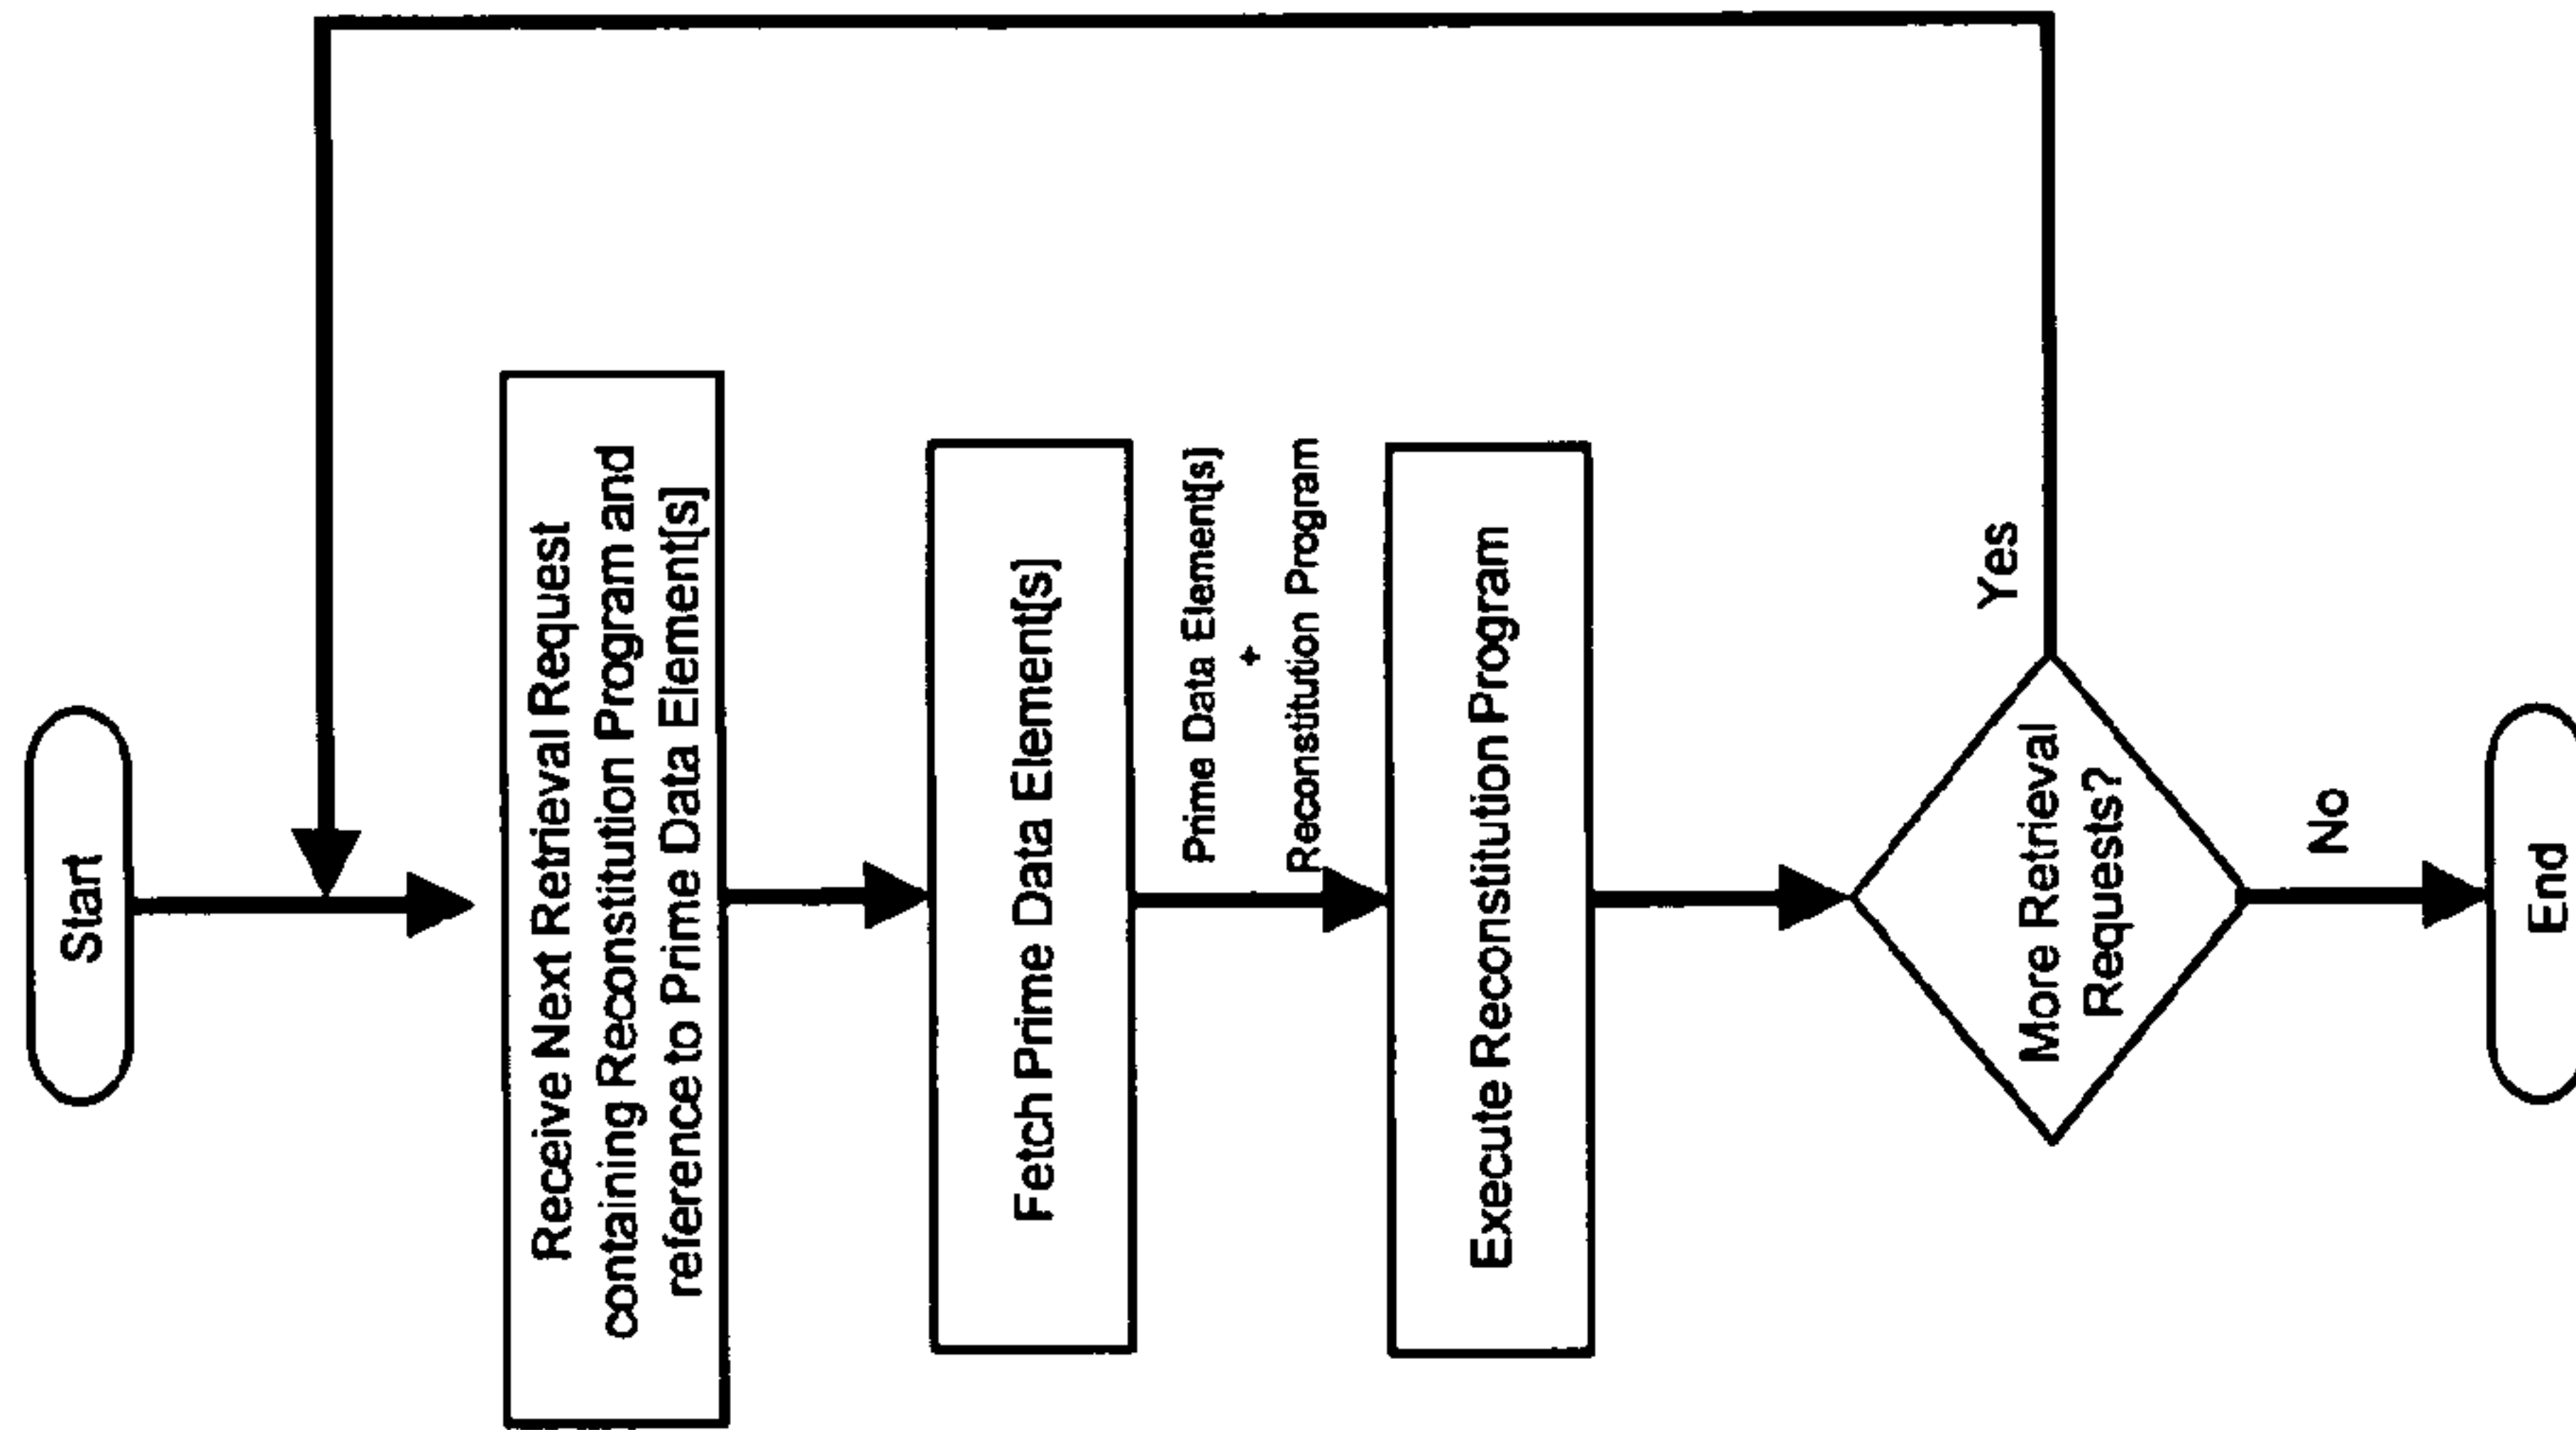 Start
Receive Next Retrieval Request
containing Reconstitution Program and
reference to Prime Data Element[s]
Fetch Prime Data Element[s]
Prime Data Element[s]
+
Reconstitution Program
Execute Reconstitution Program
More Retrieval
Requests?
Yes
No
End